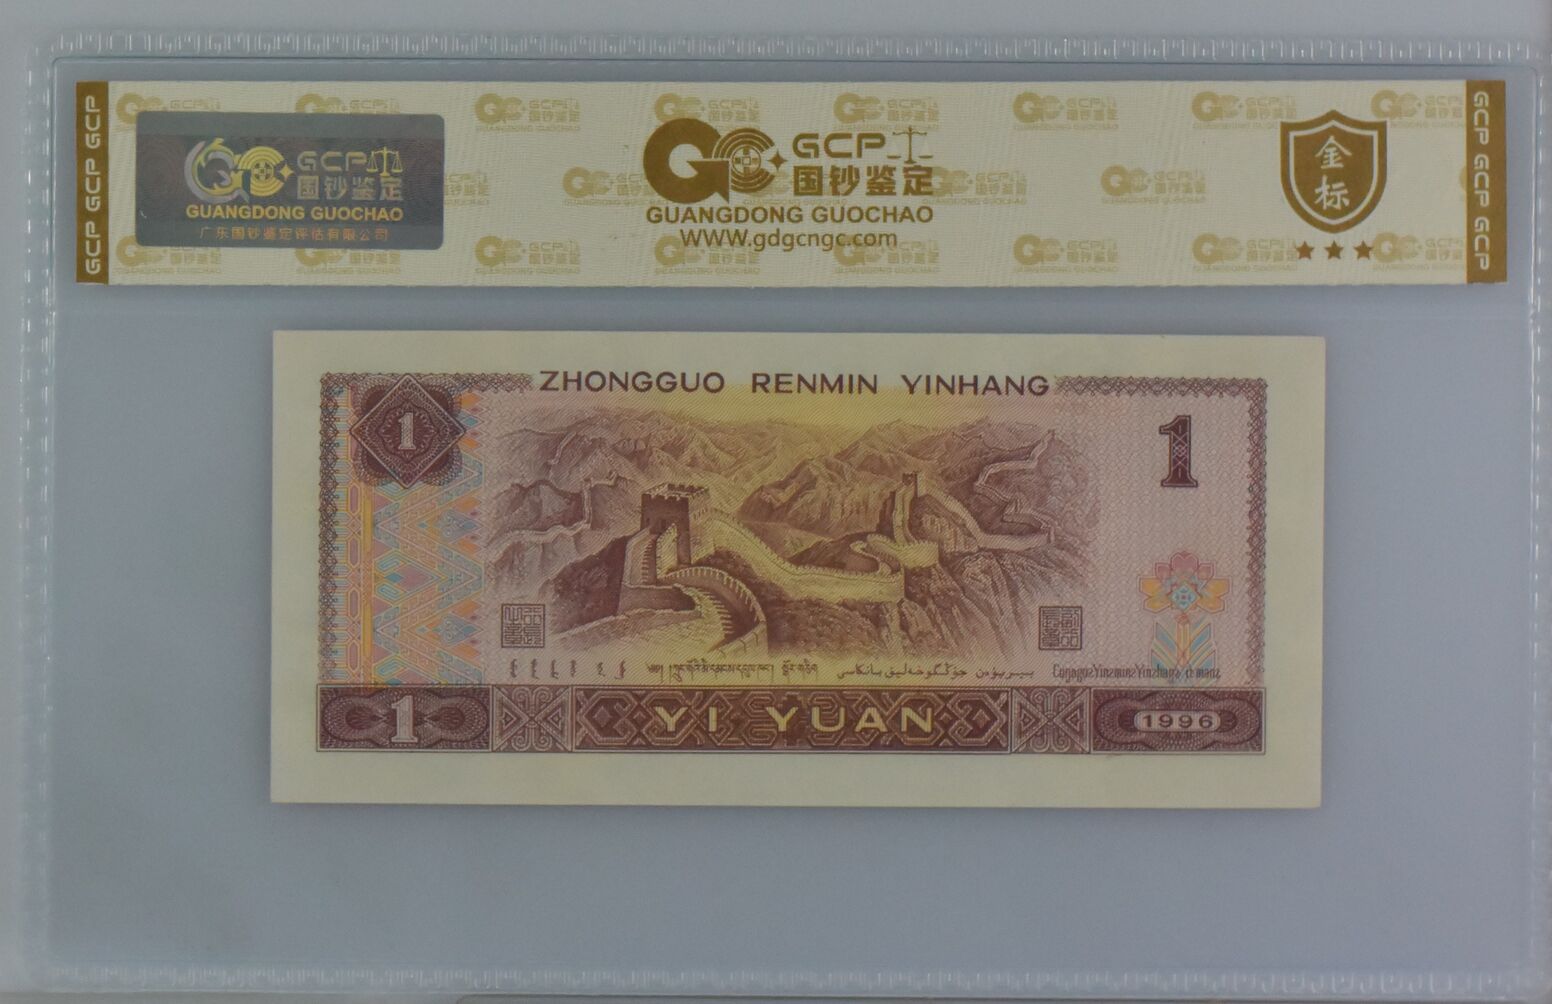 GCP GCP GCP
GCP
国钞鉴定
GUANGDONG GUOCHAO
广东国钞鉴定评估有限公司
GCP
国钞鉴定
GUANGDONG GUOCHAO
WWW.gdgcngc.com
金
标
GCP GCP GCP
ZHONGGUO RENMIN YINHANG
1
1
1
YI YUAN
1996